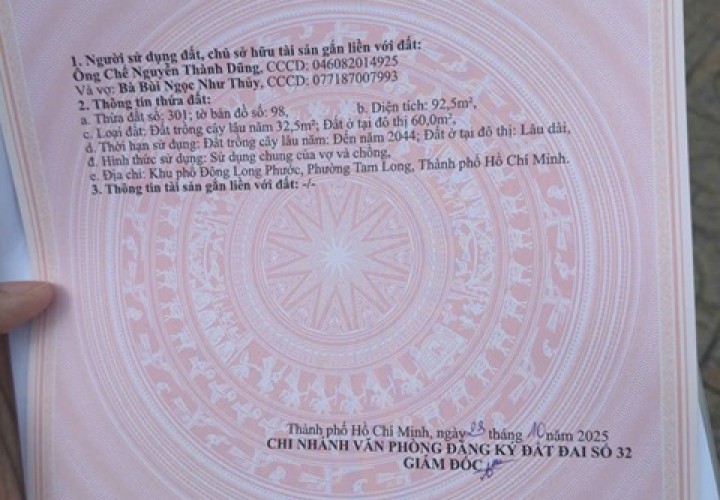 1. Người sử dụng đất, chủ sở hữu tài sản gắn liền với đất:
Ông Chế Nguyễn Thành Dũng, CCCD: 046082014925
Và vợ: Bà Bùi Ngọc Như Thủy, CCCD: 077187007993
2. Thông tin thửa đất:
a. Thửa đất số: 301; tờ bản đồ số: 98, b. Diện tích: 92,5m²,
c. Loại đất: Đất trồng cây lâu năm 32,5m²; Đất ở tại đô thị 60,0m²,
d. Thời hạn sử dụng: Đất trồng cây lâu năm: Đến năm 2044; Đất ở tại đô thị: Lâu dài,
đ. Hình thức sử dụng: Sử dụng chung của vợ và chồng,
e. Địa chỉ: Khu phố Đông Long Phước, Phường Tam Long, Thành phố Hồ Chí Minh.
3. Thông tin tài sản gắn liền với đất: -/-
Thành phố Hồ Chí Minh, ngày 23 tháng 10 năm 2025
CHI NHÁNH VĂN PHÒNG ĐĂNG KÝ ĐẤT ĐAI SỐ 32
GIÁM ĐỐC